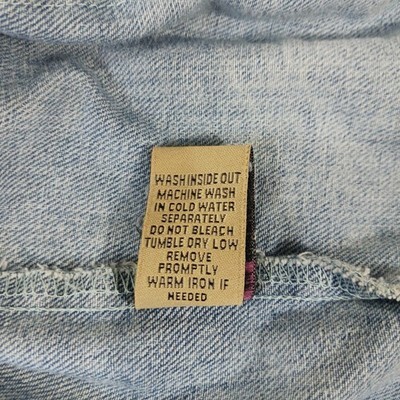 WASH INSIDE OUT
MACHINE WASH
IN COLD WATER
SEPARATELY
DO NOT BLEACH
TUMBLE DRY LOW
REMOVE
PROMPTLY
WARM IRON IF
NEEDED